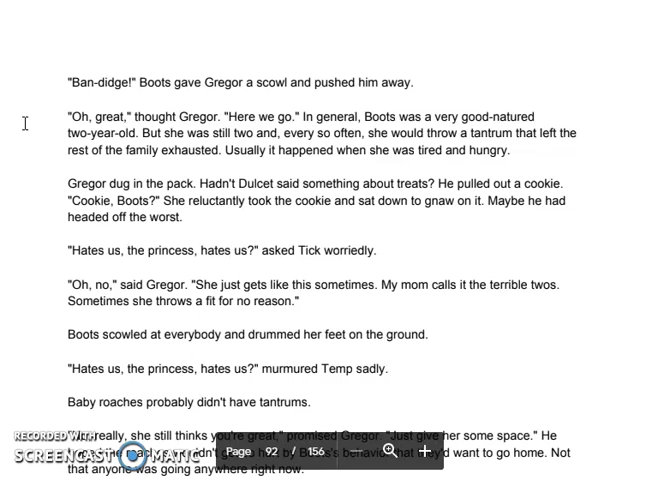 "Ban-didge!" Boots gave Gregor a scowl and pushed him away.
"Oh, great," thought Gregor. "Here we go." In general, Boots was a very good-natured
two-year-old. But she was still two and, every so often, she would throw a tantrum that left the
rest of the family exhausted. Usually it happened when she was tired and hungry.
Gregor dug in the pack. Hadn't Dulcet said something about treats? He pulled out a cookie.
"Cookie, Boots?" She reluctantly took the cookie and sat down to gnaw on it. Maybe he had
headed off the worst.
"Hates us, the princess, hates us?" asked Tick worriedly.
"Oh, no," said Gregor. "She just gets like this sometimes. My mom calls it the terrible twos.
Sometimes she throws a fit for no reason."
Boots scowled at everybody and drummed her feet on the ground.
"Hates us, the princess, hates us?" murmured Temp sadly.
Baby roaches probably didn't have tantrums.
really, she still thinks you're great," promised Gregor. "Just give her some space." He
by Boots's behavior that they'd want to go home. Not
that anyone was going anywhere right now.
Page 92 / 156
RECORDED WITH
SCREENCAST MATIC